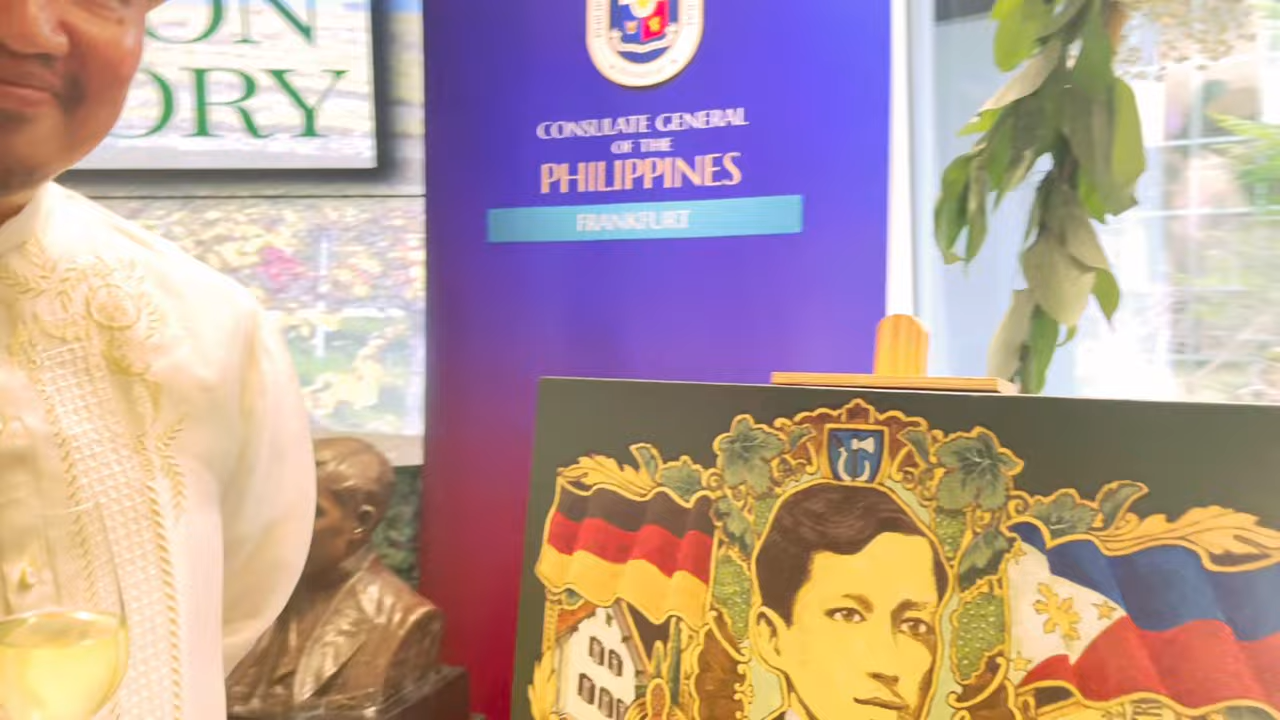 ON
ORY
CONSULATE GENERAL
OF THE
PHILIPPINES
FRANKFURT